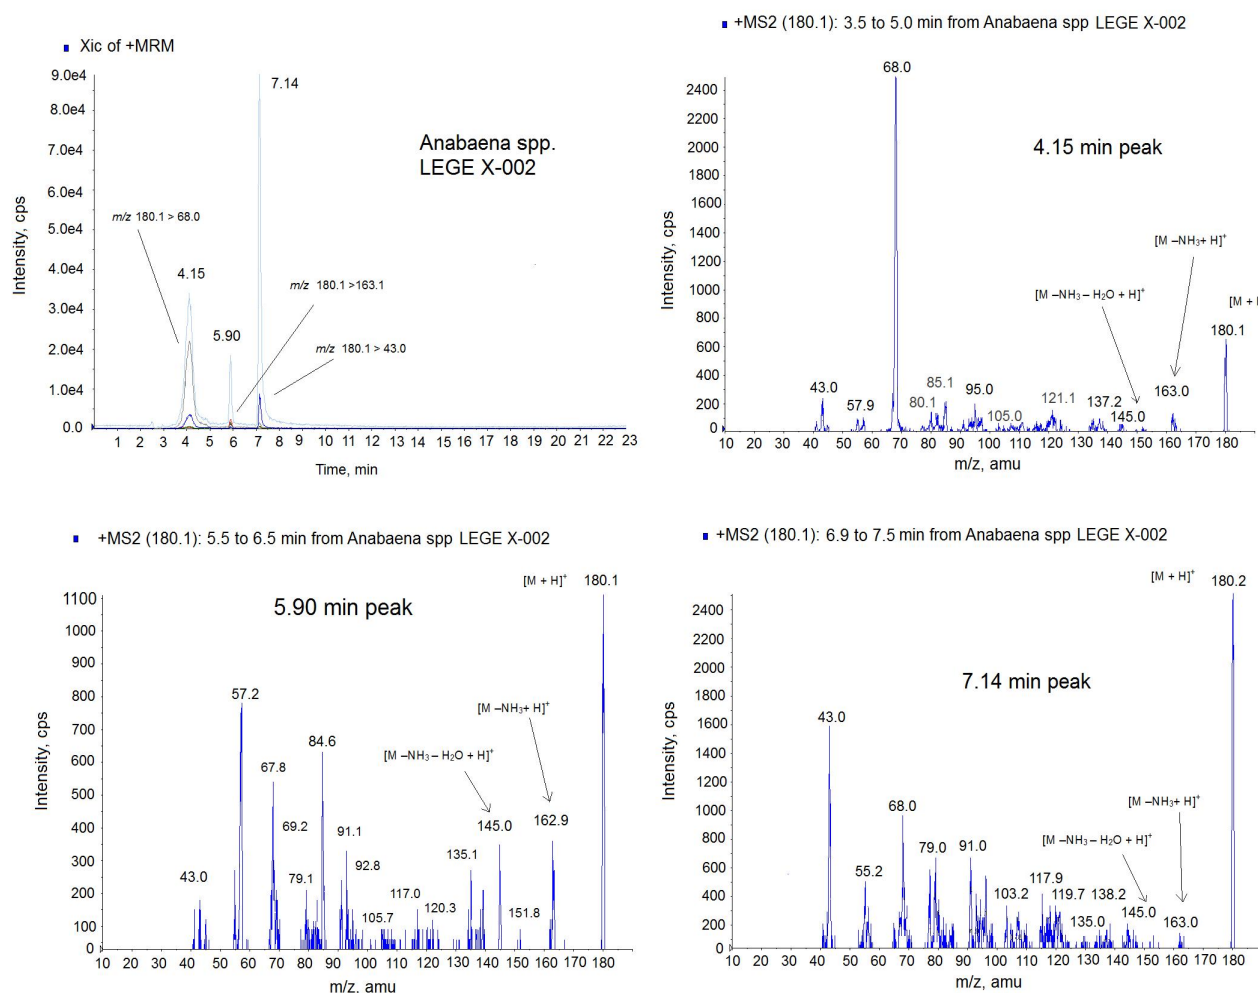 Xic of +MRM
9.0e4
8.0e4
7.0e4
6.0e4
5.0e4
4.0e4
3.0e4
2.0e4
1.0e4
0.0
Intensity, cps
7.14
Anabaena spp.
LEGE X-002
m/z 180.1 > 68.0
4.15
m/z 180.1 >163.1
5.90
m/z 180.1 > 43.0
1 2 3 4 5 6 7 8 9 10 11 12 13 14 15 16 17 18 19 20 21 22 23
Time, min
+MS2 (180.1): 3.5 to 5.0 min from Anabaena spp LEGE X-002
2400
2200
2000
1800
1600
1400
1200
1000
800
600
400
200
0
Intensity, cps
68.0
4.15 min peak
[M –NH₃+ H]⁺
[M –NH₃ – H₂O + H]⁺
[M + H
180.1
43.0
57.9
80.1
85.1
95.0
105.0
121.1
137.2
145.0
163.0
10 20 30 40 50 60 70 80 90 100 110 120 130 140 150 160 170 180 190
m/z, amu
+MS2 (180.1): 5.5 to 6.5 min from Anabaena spp LEGE X-002
1100
1000
900
800
700
600
500
400
300
200
100
0
Intensity, cps
[M + H]⁺ 180.1
5.90 min peak
57.2
[M –NH₃+ H]⁺
84.6
[M –NH₃ – H₂O + H]⁺
67.8
69.2
91.1
145.0
162.9
43.0
79.1
92.8
135.1
117.0
105.7
120.3
151.8
10 20 30 40 50 60 70 80 90 100 110 120 130 140 150 160 170 180
m/z, amu
+MS2 (180.1): 6.9 to 7.5 min from Anabaena spp LEGE X-002
2400
2200
2000
1800
1600
1400
1200
1000
800
600
400
200
0
Intensity, cps
[M + H]⁺ 180.2
7.14 min peak
43.0
68.0
[M –NH₃+ H]⁺
[M –NH₃ – H₂O + H]⁺
79.0
91.0
55.2
103.2
117.9
119.7
138.2
135.0
145.0
163.0
10 20 30 40 50 60 70 80 90 100 110 120 130 140 150 160 170 180
m/z, amu